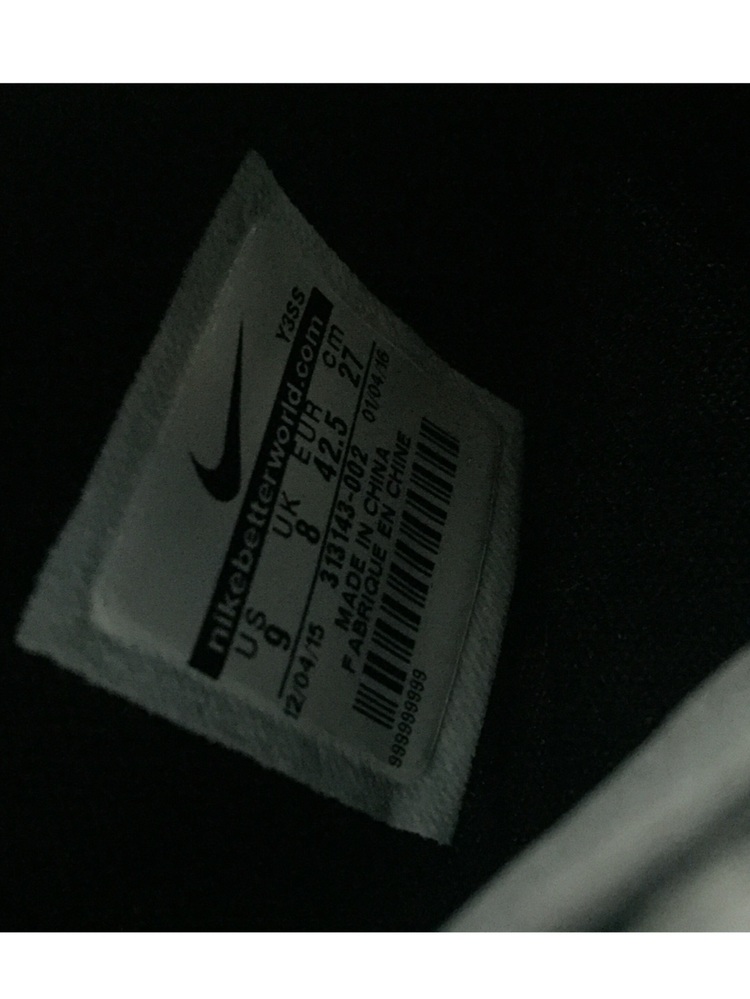 Y3SS
nikebetterworld.com
US UK EUR cm
9 8 42.5 27
12/04/15 313143-002 01/04/16
MADE IN CHINA
FABRIQUE EN CHINE
999999999